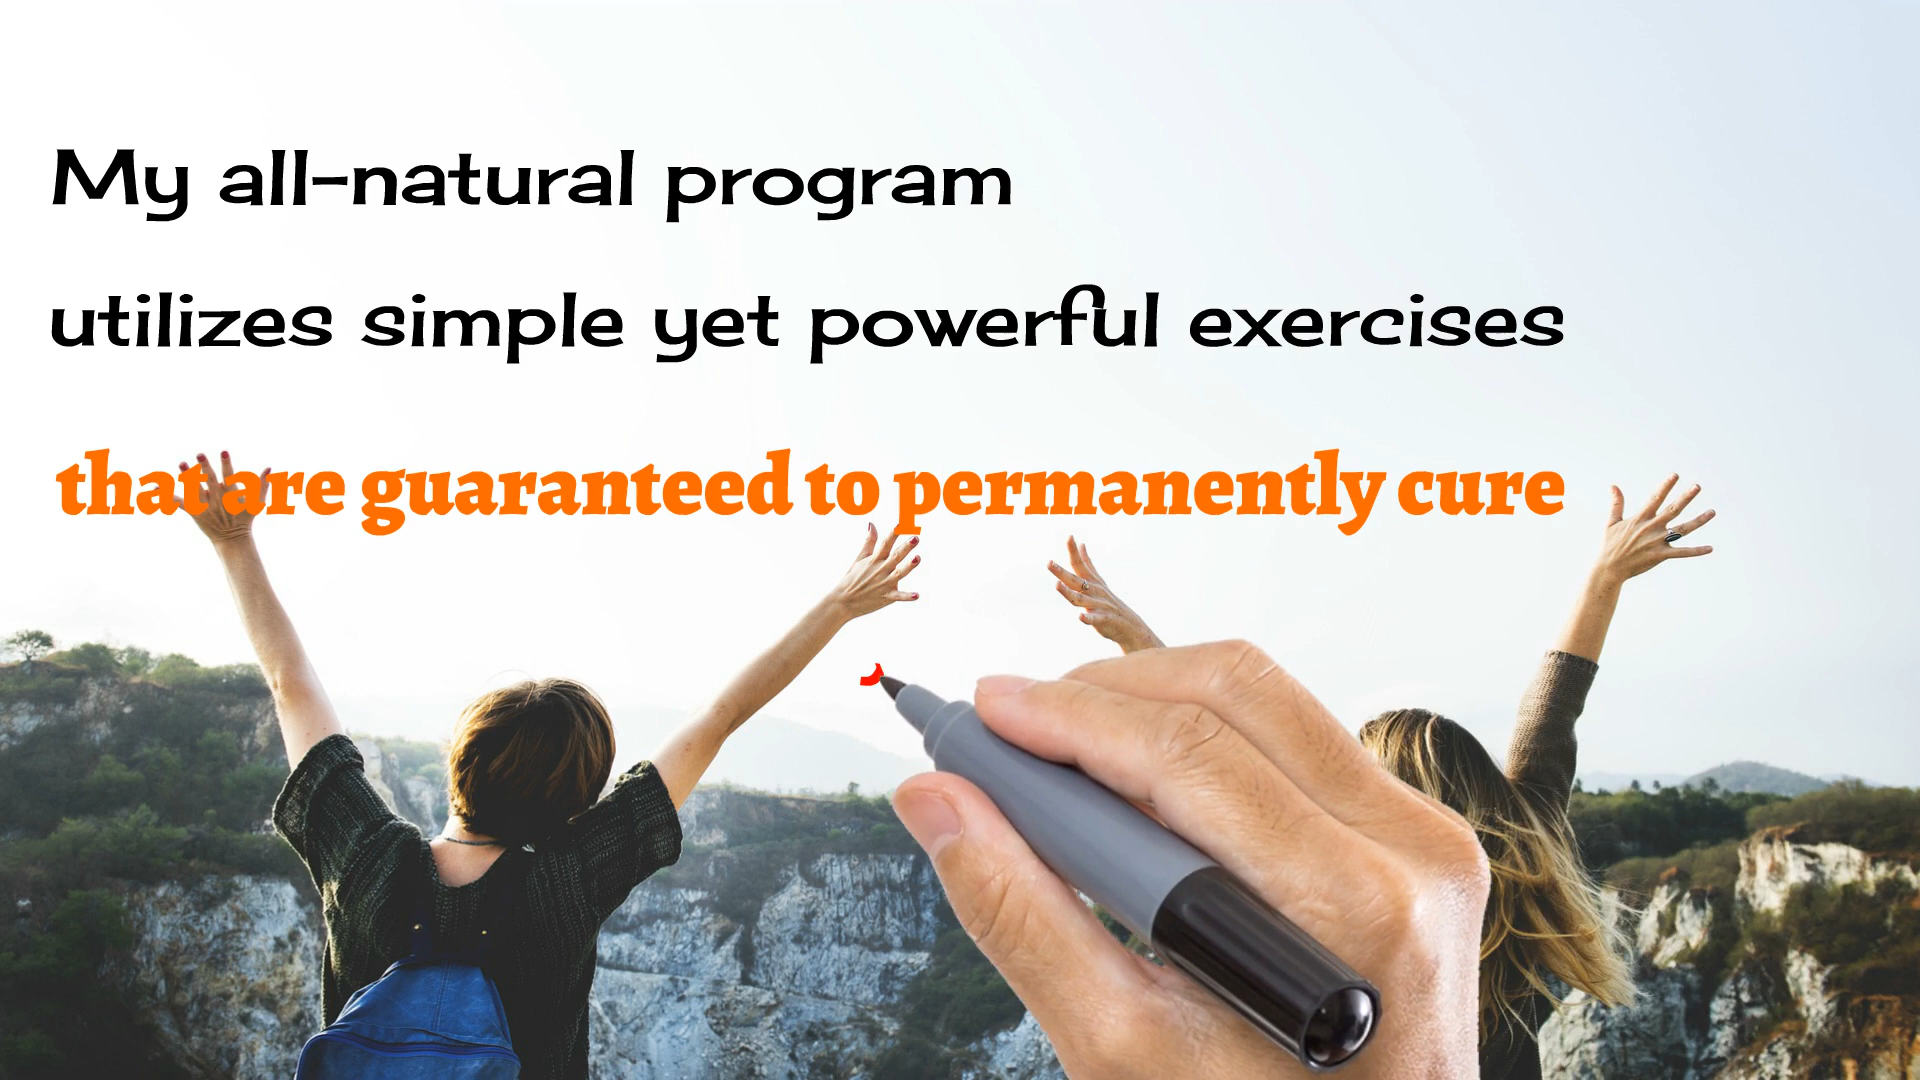 My all-natural program
utilizes simple yet powerful exercises
that are guaranteed to permanently cure